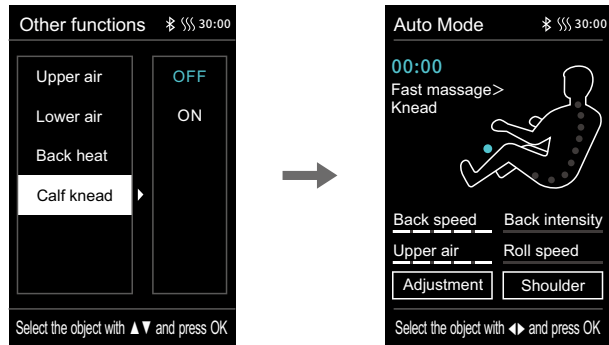 Other functions 30:00
Upper air OFF
Lower air ON
Back heat
Calf knead
Select the object with ▲▼ and press OK
Auto Mode 30:00
00:00
Fast massage>
Knead
Back speed Back intensity
Upper air Roll speed
Adjustment Shoulder
Select the object with ◀▶ and press OK